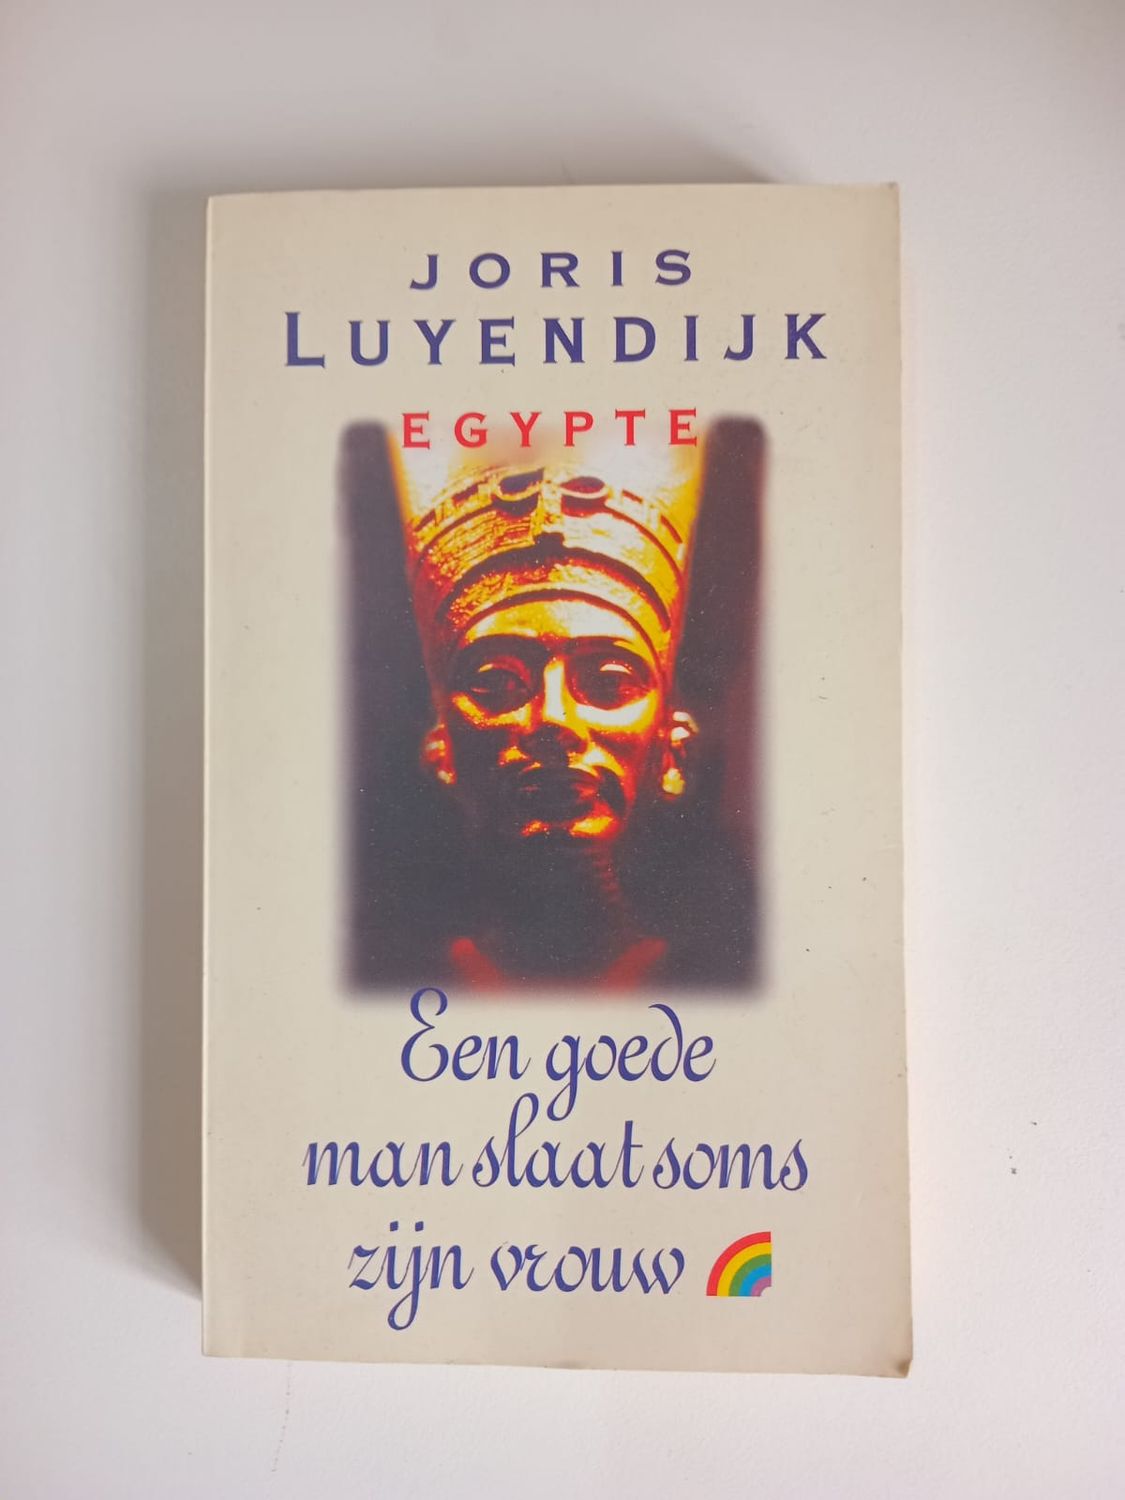 JORIS
LUYENDIJK
EGYPTE
Een goede
man slaat soms
zijn vrouw